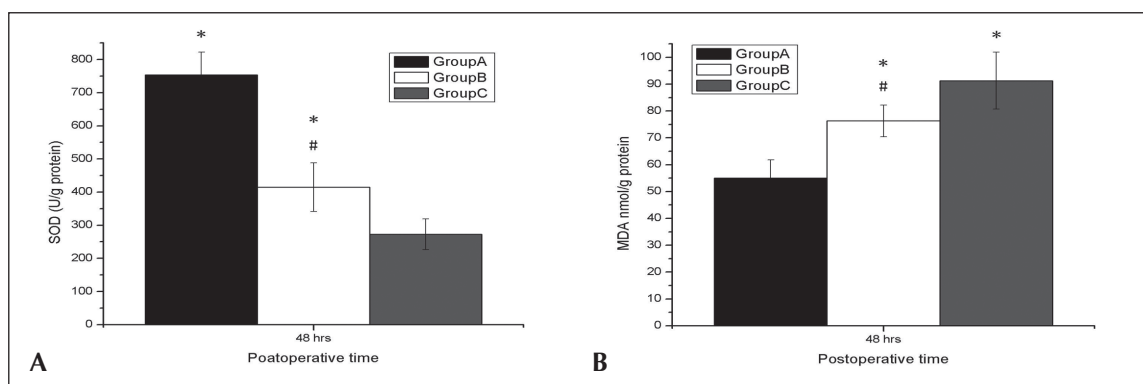 *
*
#
GroupA
GroupB
GroupC
SOD (U/g protein)
800
700
600
500
400
300
200
100
0
48 hrs
Poatoperative time
A
*
*
#
GroupA
GroupB
GroupC
MDA nmol/g protein
100
90
80
70
60
50
40
30
20
10
0
48 hrs
Postoperative time
B